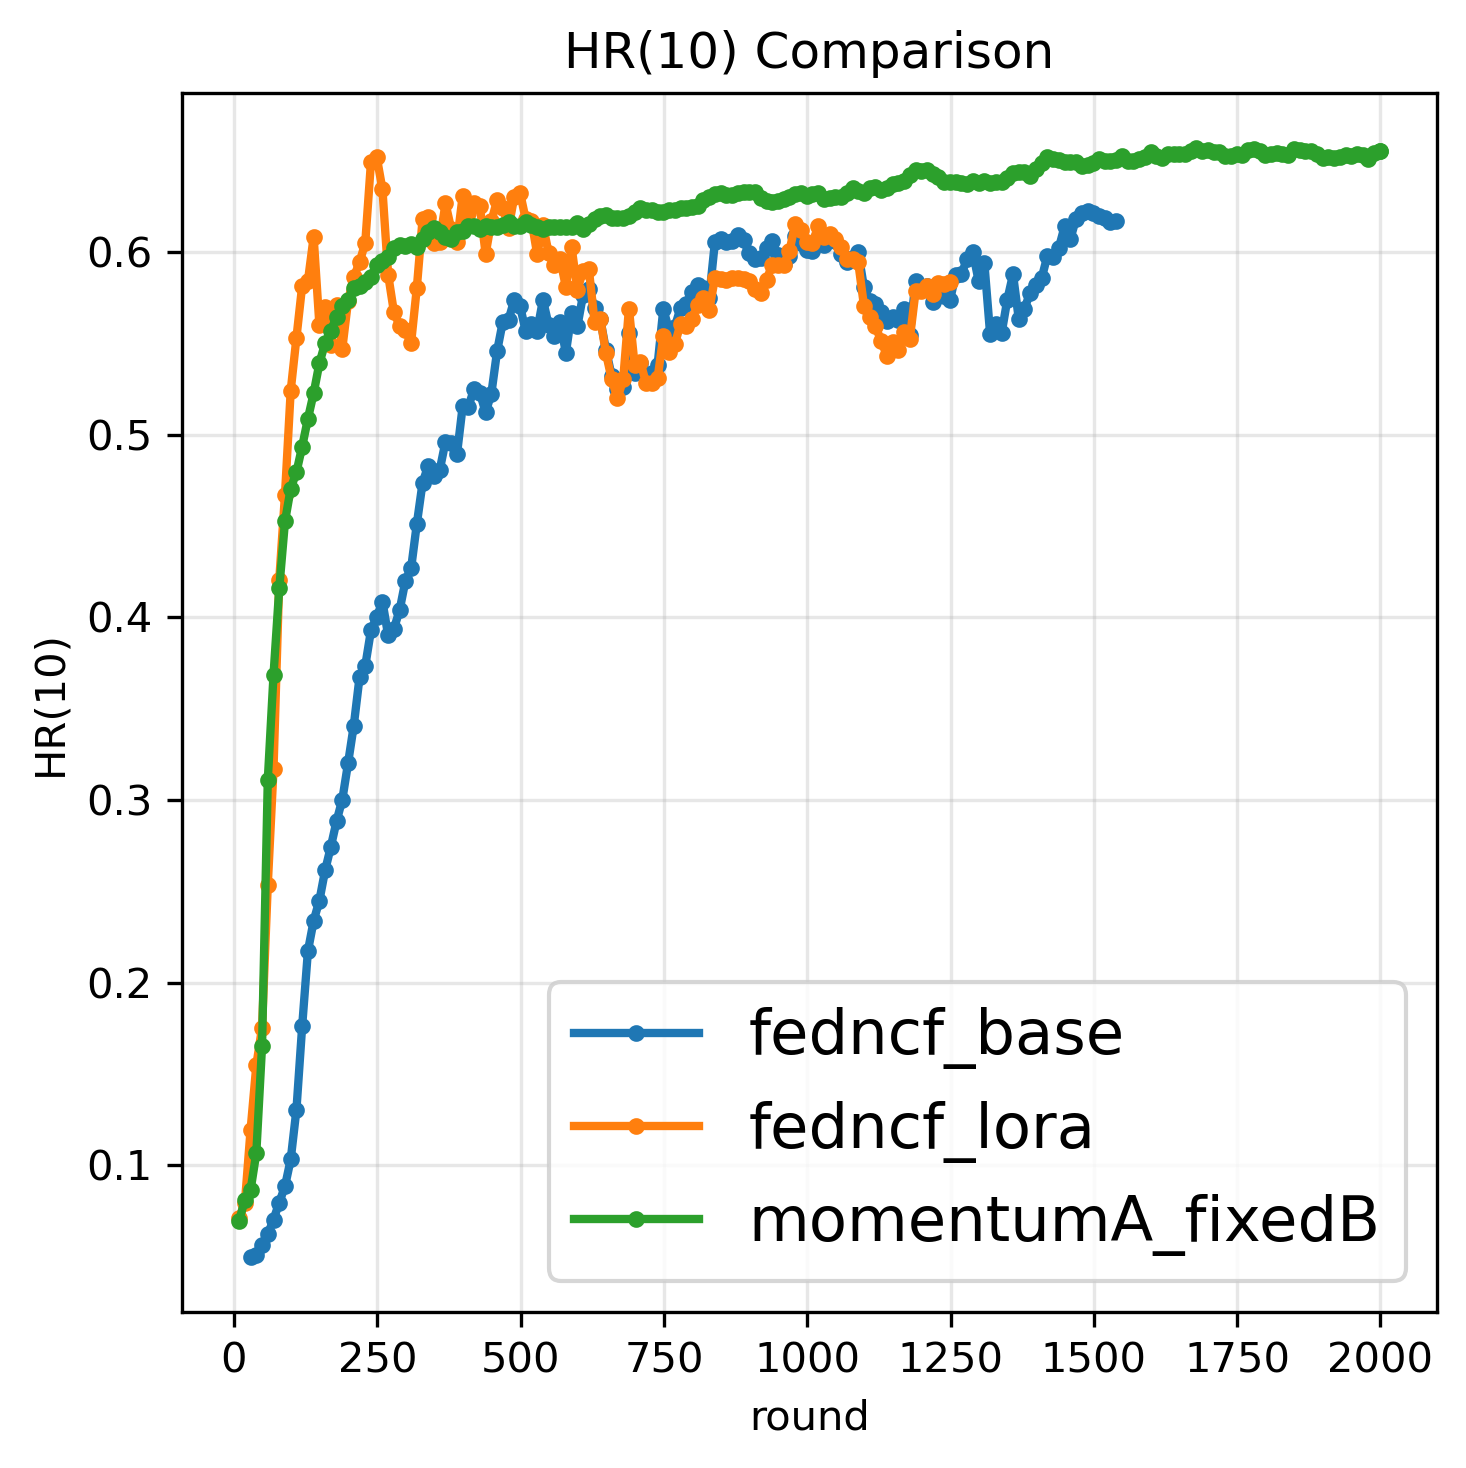 HR(10) Comparison
HR(10)
0.6
0.5
0.4
0.3
0.2
0.1
fedncf_base
fedncf_lora
momentumA_fixedB
0 250 500 750 1000 1250 1500 1750 2000
round